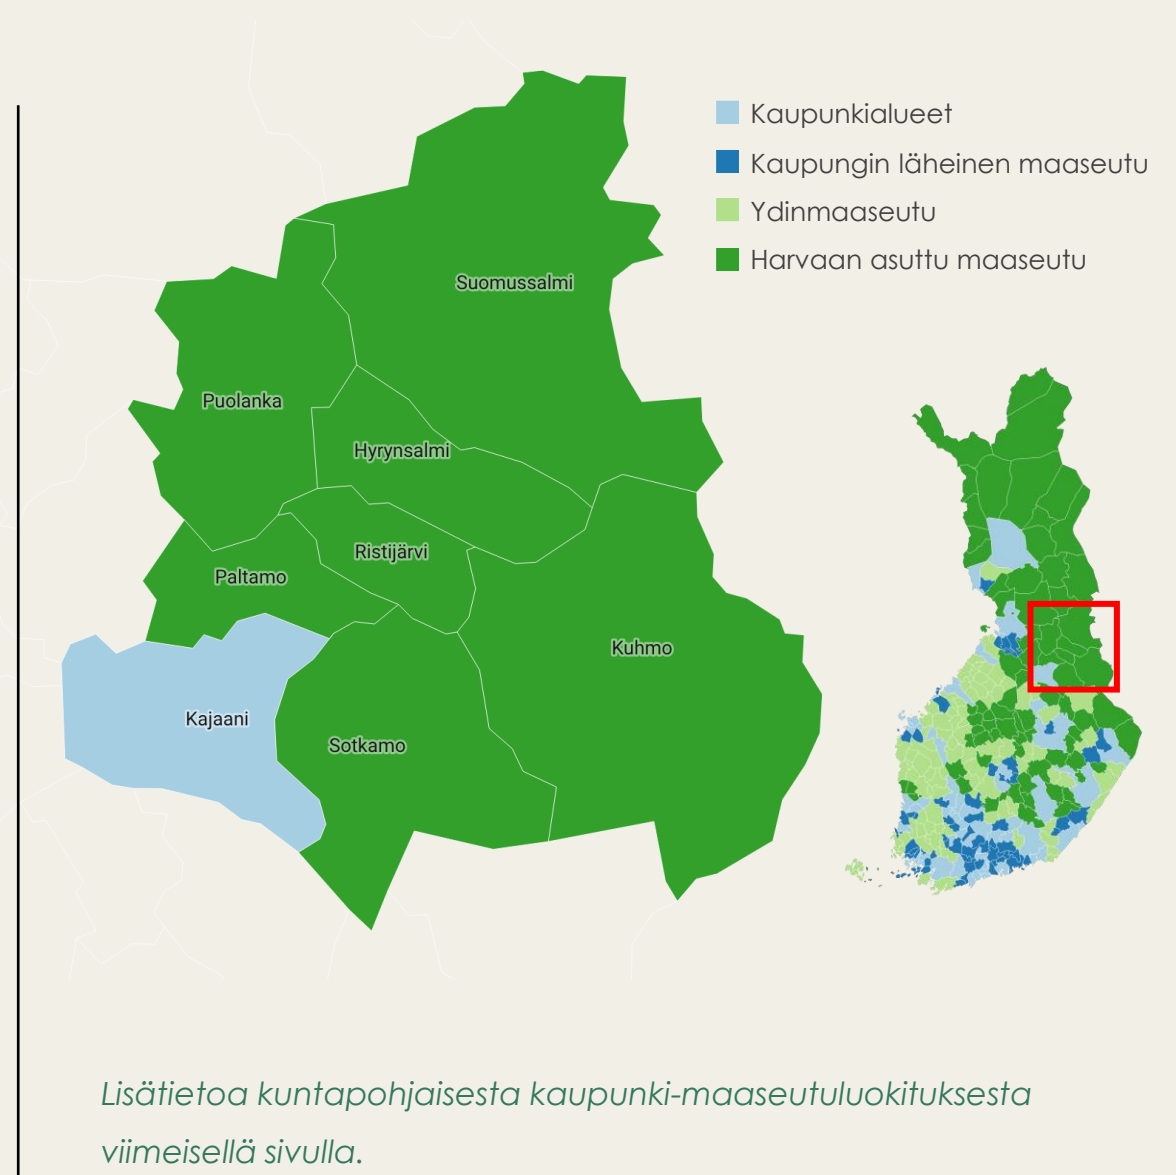 Kaupunkialueet
Kaupungin läheinen maaseutu
Ydinmaaseutu
Harvaan asuttu maaseutu
Suomussalmi
Puolanka
Hyrynsalmi
Ristijärvi
Paltamo
Kuhmo
Kajaani
Sotkamo
Lisätietoa kuntapohjaisesta kaupunki-maaseutuluokituksesta
viimeisellä sivulla.